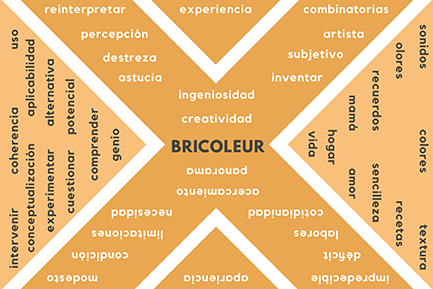 reinterpretar
experiencia
combinatorias
percepción
artista
destreza
subjetivo
astucia
inventar
ingeniosidad
creatividad
BRICOLEUR
panorama
acercamiento
necesidad
cotidianidad
limitaciones
labores
condición
déficit
modesto
apariencia
impredecible
intervenir coherencia uso
conceptualización aplicabilidad
experimentar alternativa
cuestionar potencial
comprender
genio
vida
hogar
mamá amor
recuerdos sencilleza
olores recetas
sonidos colores textura